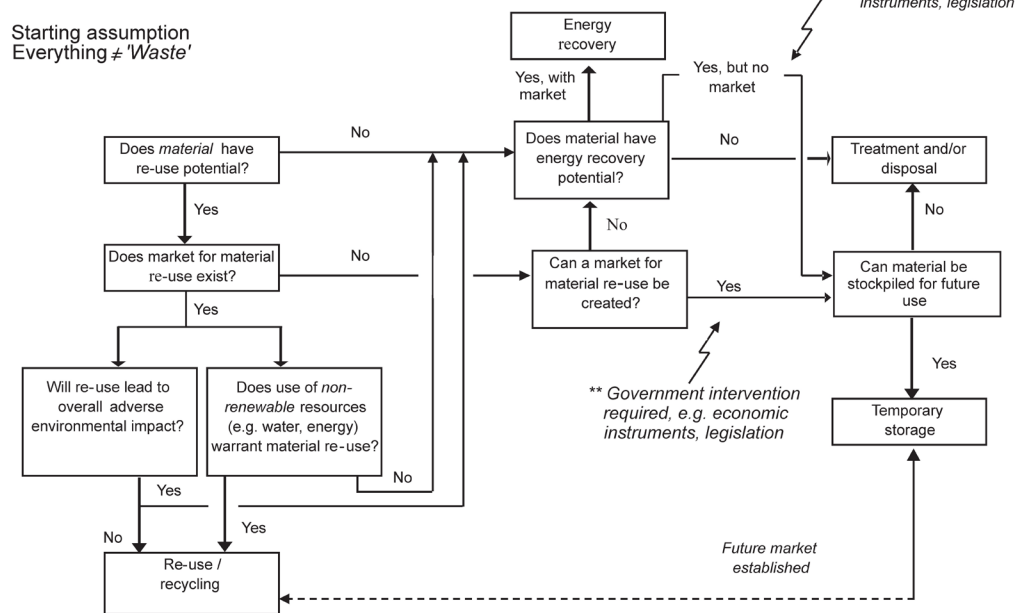 instruments, legislation
Starting assumption
Everything ≠ 'Waste'
Energy
recovery
Yes, with
market
Yes, but no
market
Does material have
re-use potential?
No
Does material have
energy recovery
potential?
No
Treatment and/or
disposal
Yes
No
No
Does market for material
re-use exist?
No
Can a market for
material re-use be
created?
Yes
Can material be
stockpiled for future
use
Yes
Yes
Will re-use lead to
overall adverse
environmental impact?
Does use of non-
renewable resources
(e.g. water, energy)
warrant material re-use?
** Government intervention
required, e.g. economic
instruments, legislation
Temporary
storage
No
Yes
No
Yes
Re-use /
recycling
Future market
established